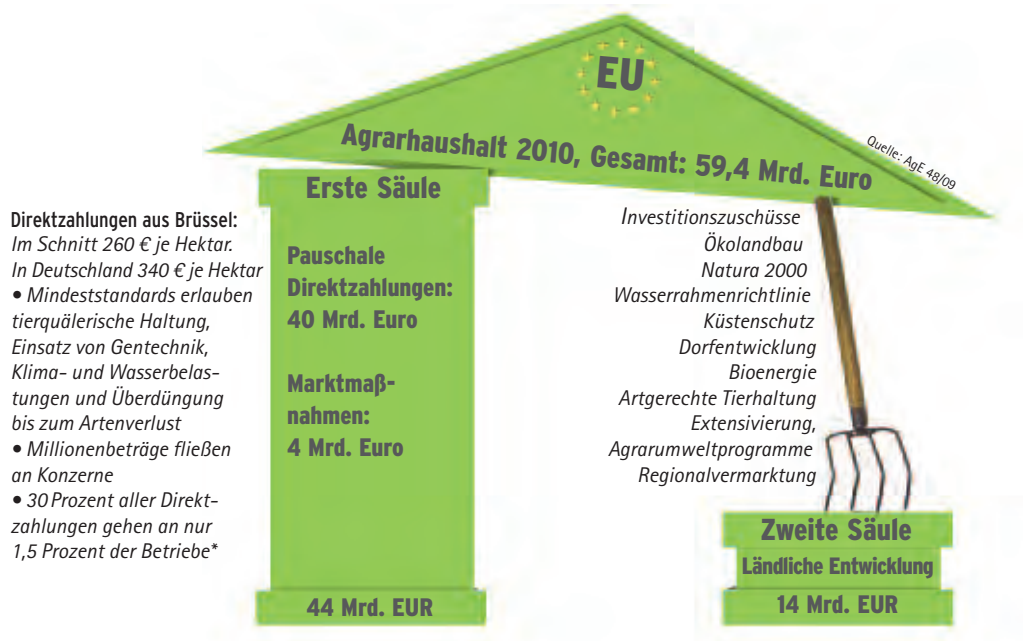 EU
Agrarhaushalt 2010, Gesamt: 59,4 Mrd. Euro
Quelle: AgE 48/09
Direktzahlungen aus Brüssel:
Im Schnitt 260 € je Hektar.
In Deutschland 340 € je Hektar
• Mindeststandards erlauben
tierquälerische Haltung,
Einsatz von Gentechnik,
Klima- und Wasserbelas-
tungen und Überdüngung
bis zum Artenverlust
• Millionenbeträge fließen
an Konzerne
• 30 Prozent aller Direkt-
zahlungen gehen an nur
1,5 Prozent der Betriebe*
Erste Säule
Pauschale
Direktzahlungen:
40 Mrd. Euro
Marktmaß-
nahmen:
4 Mrd. Euro
44 Mrd. EUR
Investitionszuschüsse
Ökolandbau
Natura 2000
Wasserrahmenrichtlinie
Küstenschutz
Dorfentwicklung
Bioenergie
Artgerechte Tierhaltung
Extensivierung,
Agrarumweltprogramme
Regionalvermarktung
Zweite Säule
Ländliche Entwicklung
14 Mrd. EUR